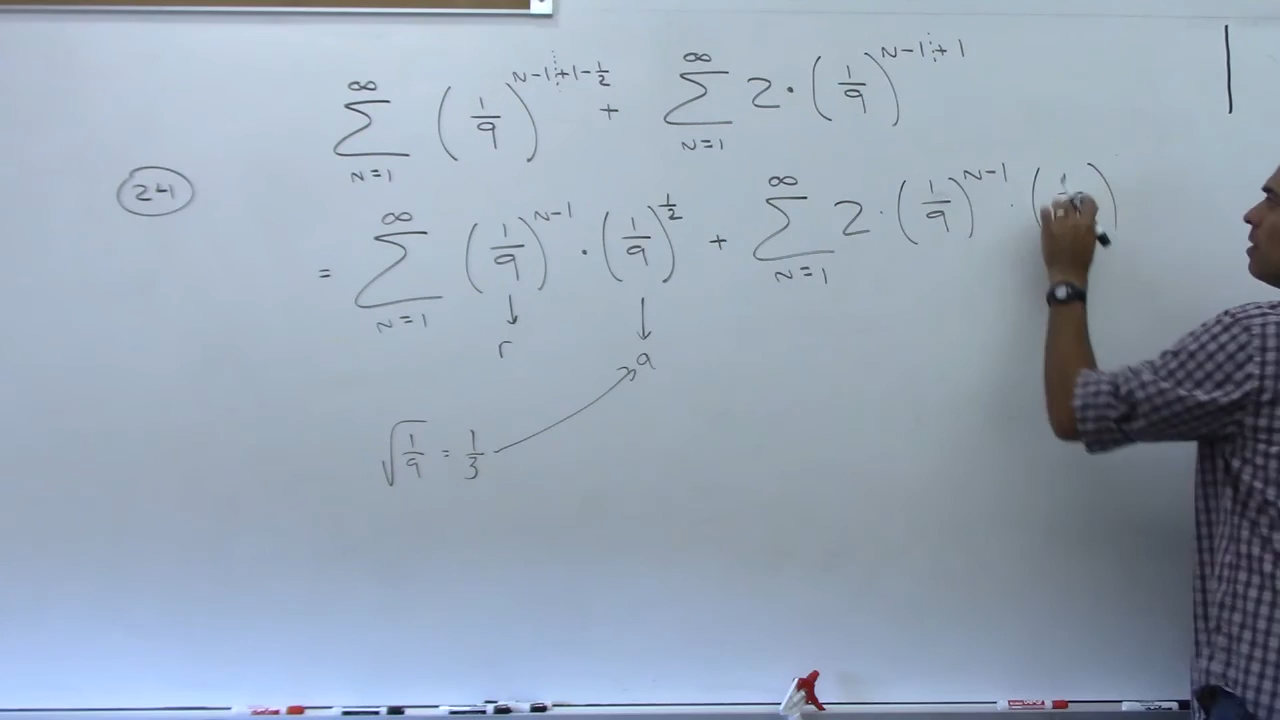 ∞ ∑ n=1 (1/9)^(n-1+1-1/2) + ∞ ∑ n=1 2 · (1/9)^(n-1+1)
24
= ∞ ∑ n=1 (1/9)^(n-1) · (1/9)^(1/2) + ∞ ∑ n=1 2 · (1/9)^(n-1) · (1 )
↓ ↓
r a
√(1/9) = 1/3